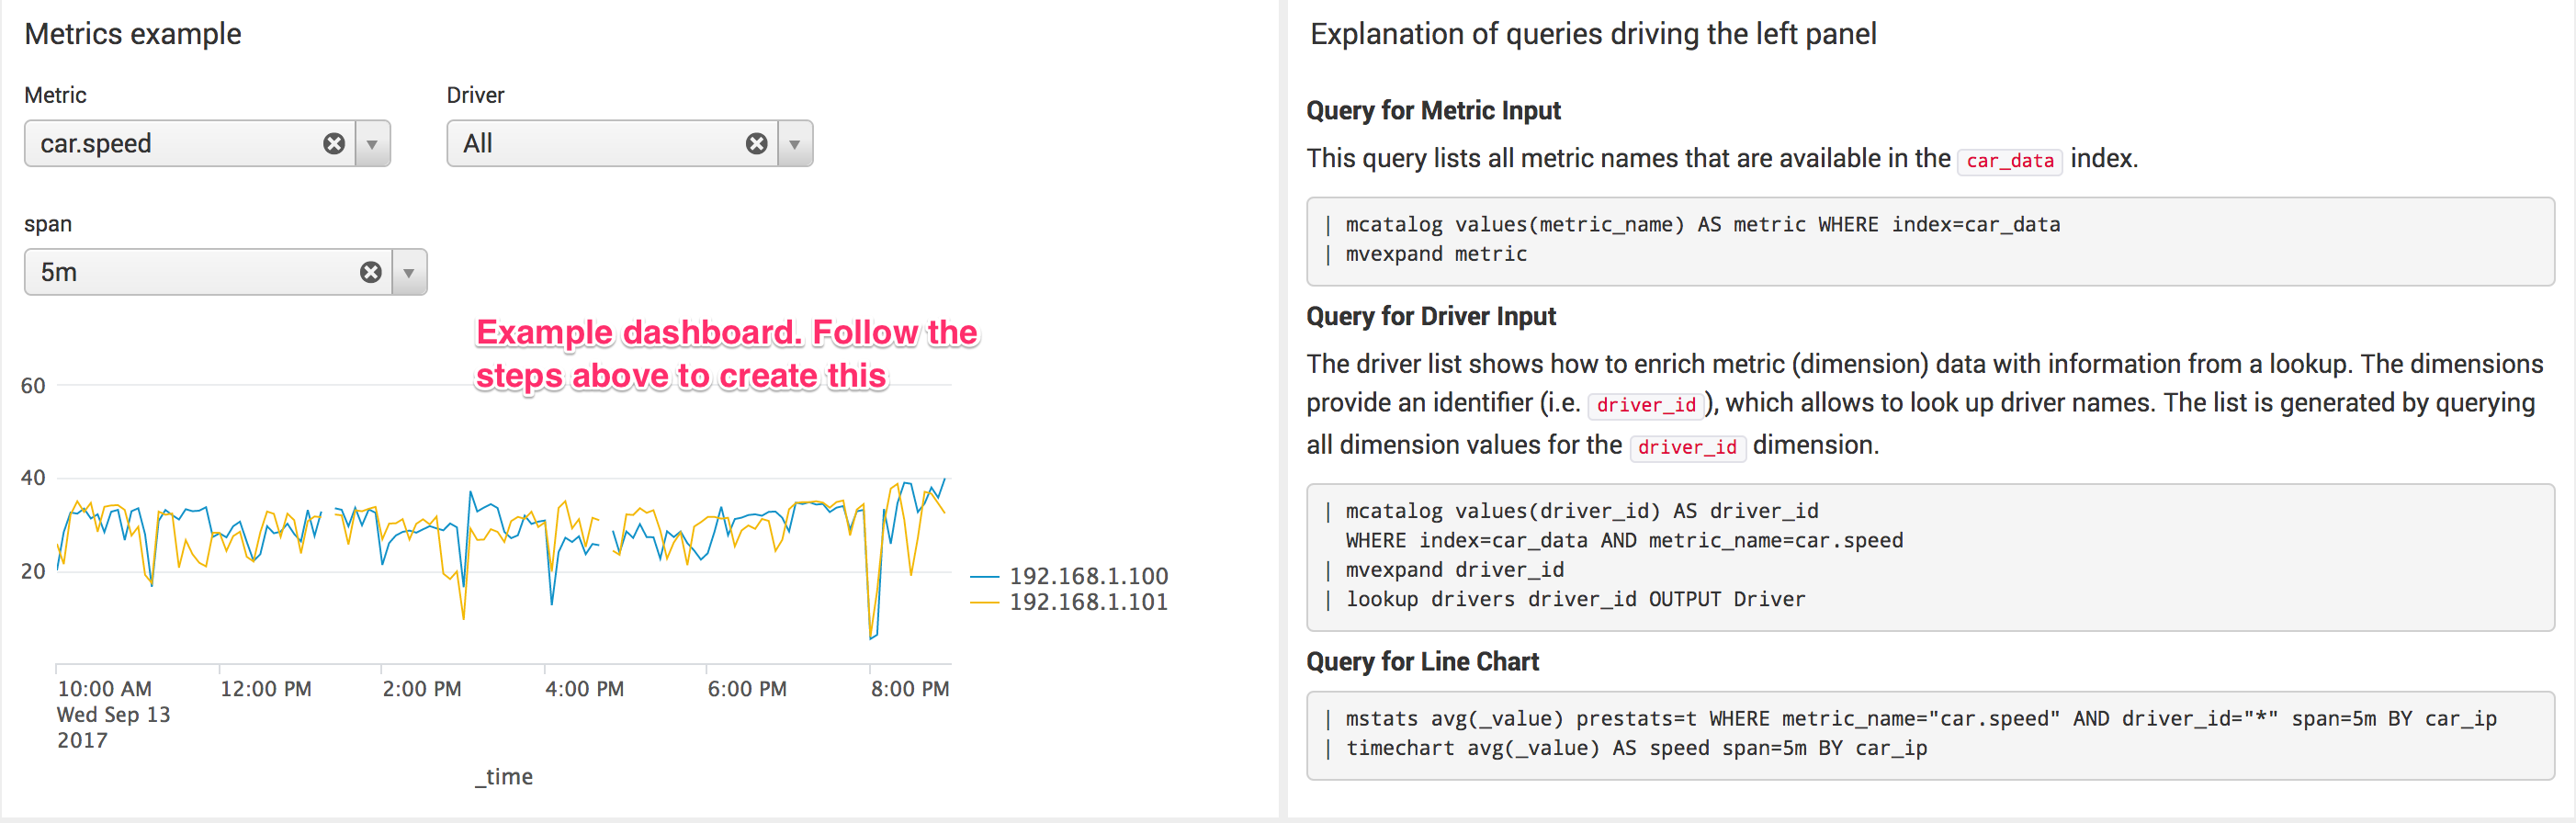 Metrics example
Metric
Driver
car.speed
All
span
5m
Example dashboard. Follow the
steps above to create this
60
40
20
192.168.1.100
192.168.1.101
10:00 AM
12:00 PM
2:00 PM
4:00 PM
6:00 PM
8:00 PM
Wed Sep 13
2017
_time
Explanation of queries driving the left panel
Query for Metric Input
This query lists all metric names that are available in the car_data index.
| mcatalog values(metric_name) AS metric WHERE index=car_data
| mvexpand metric
Query for Driver Input
The driver list shows how to enrich metric (dimension) data with information from a lookup. The dimensions
provide an identifier (i.e. driver_id), which allows to look up driver names. The list is generated by querying
all dimension values for the driver_id dimension.
| mcatalog values(driver_id) AS driver_id
WHERE index=car_data AND metric_name=car.speed
| mvexpand driver_id
| lookup drivers driver_id OUTPUT Driver
Query for Line Chart
| mstats avg(_value) prestats=t WHERE metric_name="car.speed" AND driver_id="*" span=5m BY car_ip
| timechart avg(_value) AS speed span=5m BY car_ip